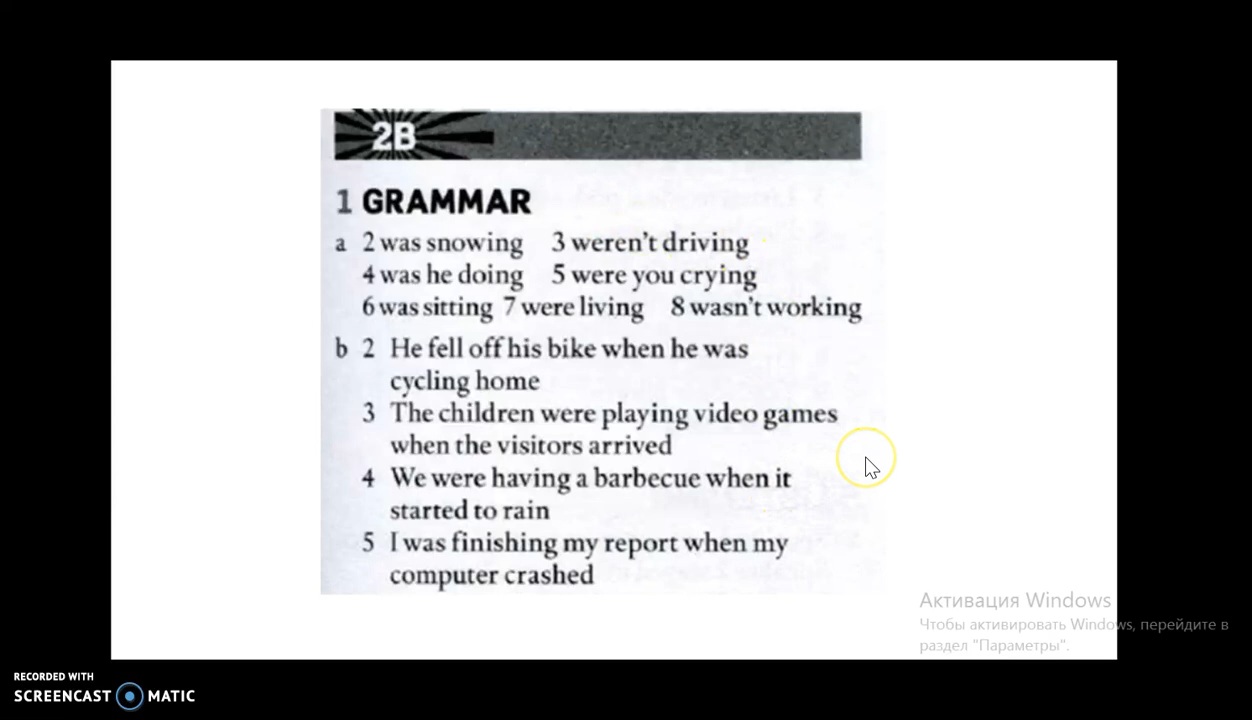 2B
1 GRAMMAR
a 2 was snowing 3 weren't driving
4 was he doing 5 were you crying
6 was sitting 7 were living 8 wasn't working
b 2 He fell off his bike when he was
cycling home
3 The children were playing video games
when the visitors arrived
4 We were having a barbecue when it
started to rain
5 I was finishing my report when my
computer crashed
Активация Windows
Чтобы активировать Windows, перейдите в
раздел "Параметры".
RECORDED WITH
SCREENCAST MATIC